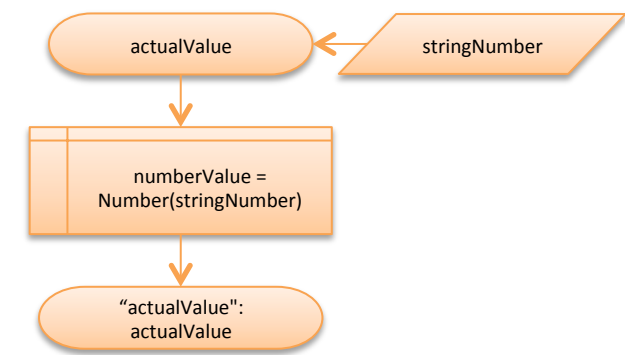 actualValue
stringNumber
numberValue =
Number(stringNumber)
“actualValue":
actualValue